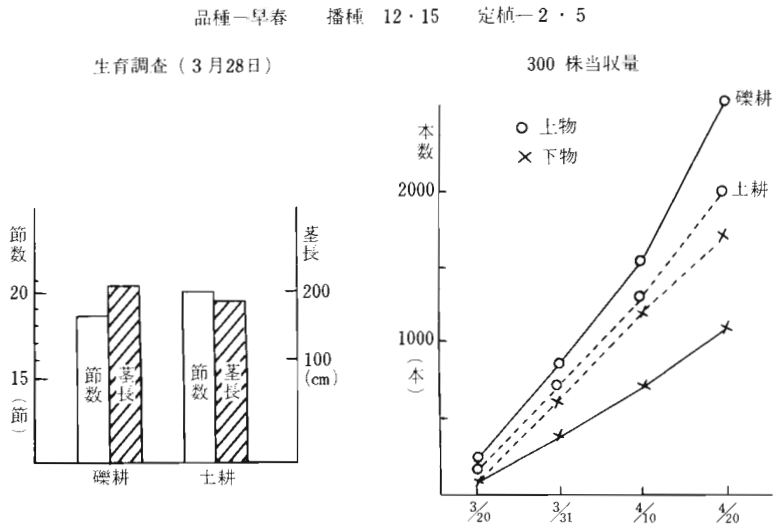 品種ー早春 播種 12・15 定植ー2・5
生育調査(3月28日)
節数
20
15
(節)
茎長
200
100
(cm)
節数
茎長
節数
茎長
礫耕
土耕
300 株当収量
本数
2000
1000
(本)
○ 上物
× 下物
礫耕
土耕
3/20
3/31
4/10
4/20